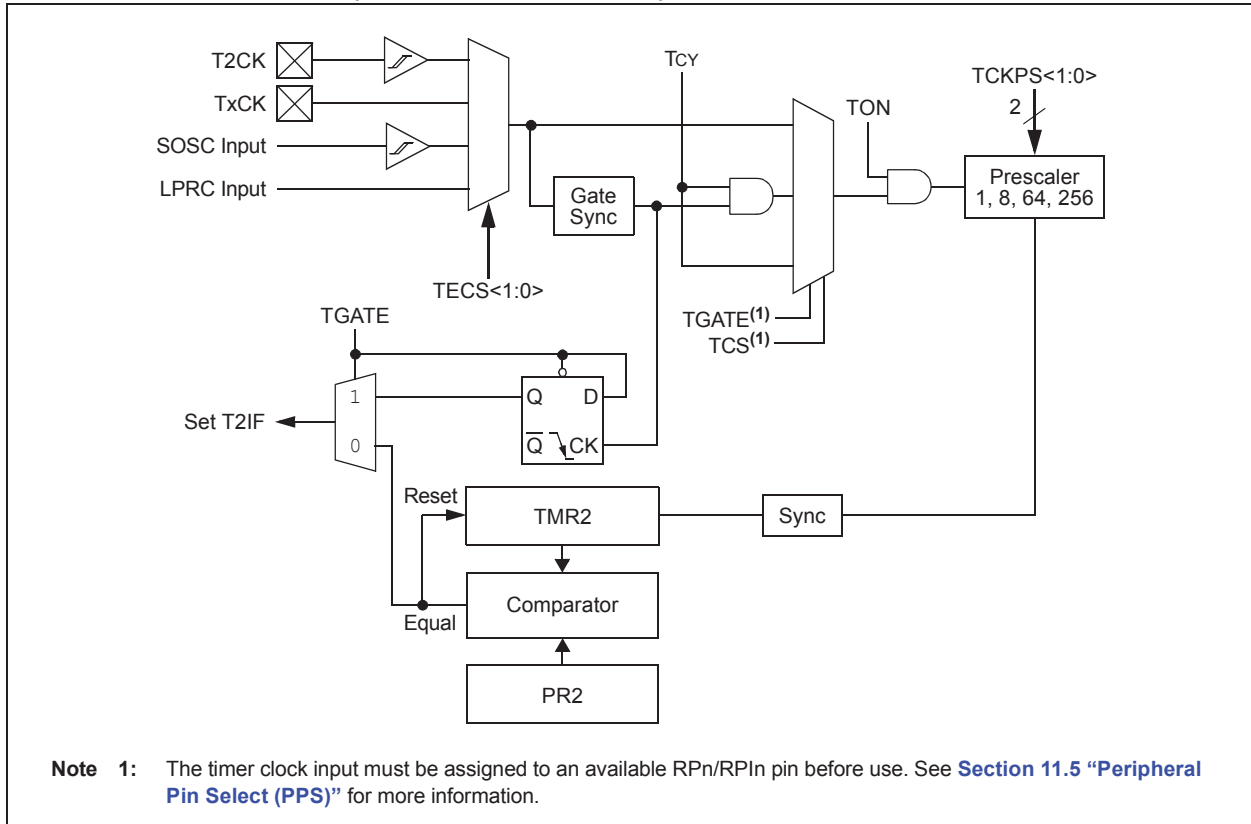 T2CK
TxCK
SOSC Input
LPRC Input
TECS<1:0>
Gate
Sync
TCY
TGATE(1)
TCS(1)
TON
TCKPS<1:0>
2
Prescaler
1, 8, 64, 256
TGATE
1
0
Set T2IF
Q
D
Q
CK
Reset
TMR2
Sync
Equal
Comparator
PR2
Note 1: The timer clock input must be assigned to an available RPn/RPIn pin before use. See Section 11.5 “Peripheral
Pin Select (PPS)” for more information.